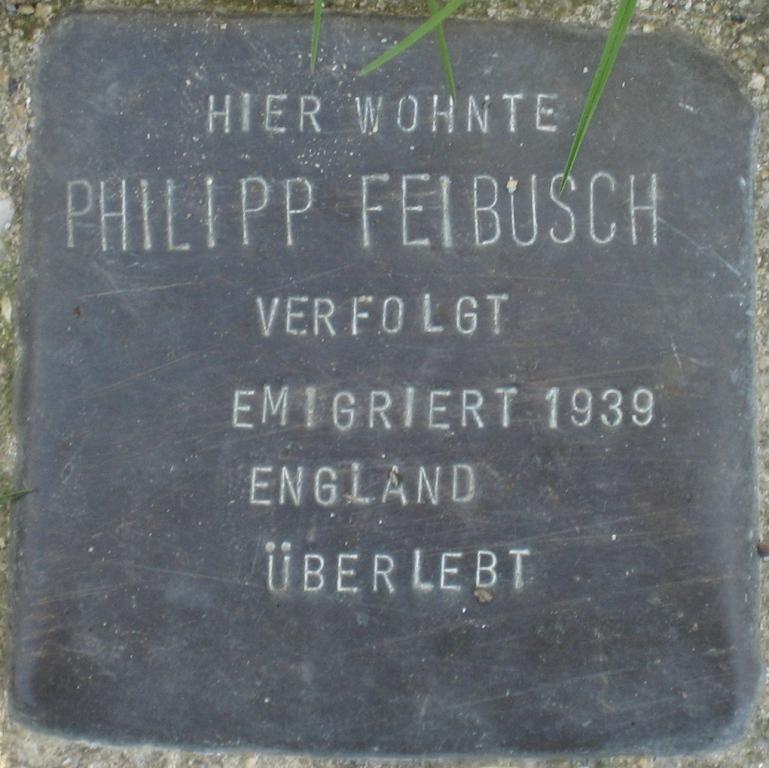 HIER WOHNTE
PHILIPP FEIBUSCH
VERFOLGT
EMIGRIERT 1939
ENGLAND
ÜBERLEBT